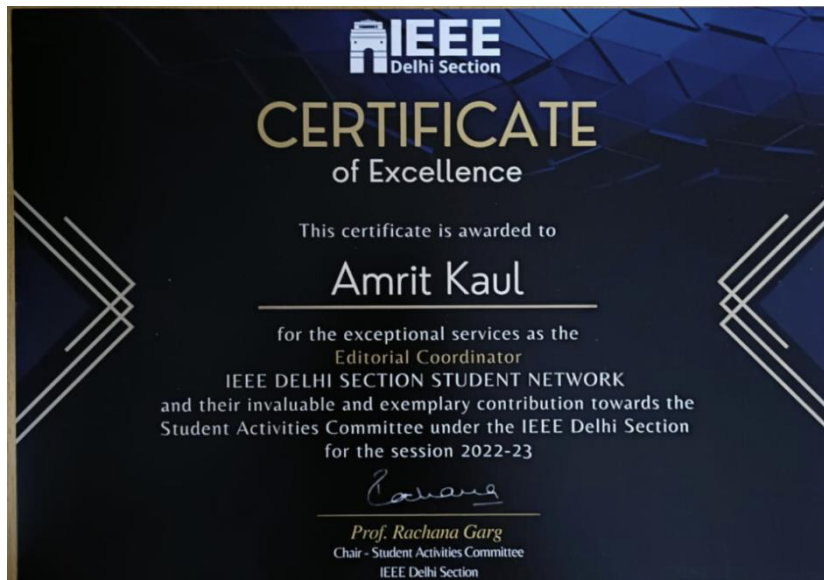 IEEE
Delhi Section
CERTIFICATE
of Excellence
This certificate is awarded to
Amrit Kaul
for the exceptional services as the
Editorial Coordinator
IEEE DELHI SECTION STUDENT NETWORK
and their invaluable and exemplary contribution towards the
Student Activities Committee under the IEEE Delhi Section
for the session 2022-23
Rachana
Prof. Rachana Garg
Chair - Student Activities Committee
IEEE Delhi Section